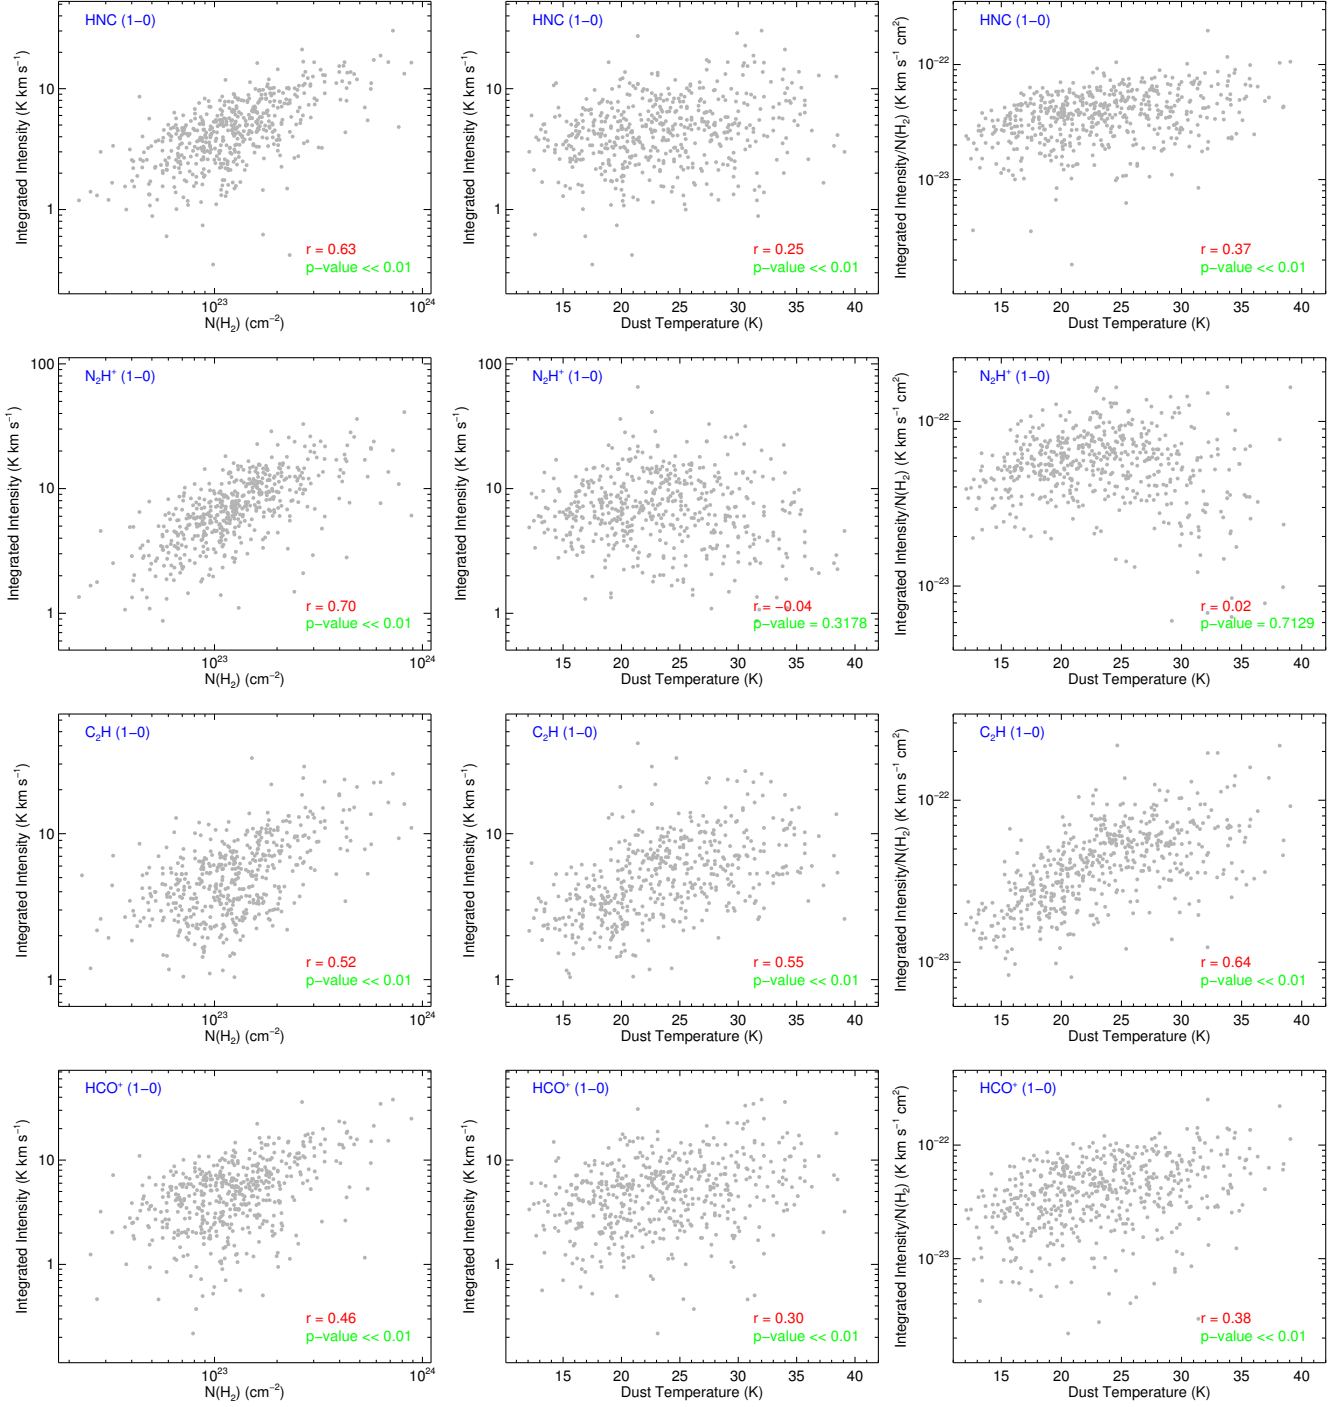 HNC (1−0)
Integrated Intensity (K km s⁻¹)
10
1
r = 0.63
p−value << 0.01
10²³ 10²⁴
N(H₂) (cm⁻²)
HNC (1−0)
Integrated Intensity (K km s⁻¹)
10
1
r = 0.25
p−value << 0.01
15 20 25 30 35 40
Dust Temperature (K)
HNC (1−0)
Integrated Intensity/N(H₂) (K km s⁻¹ cm²)
10⁻²²
10⁻²³
r = 0.37
p−value << 0.01
15 20 25 30 35 40
Dust Temperature (K)
N₂H⁺ (1−0)
Integrated Intensity (K km s⁻¹)
100
10
1
r = 0.70
p−value << 0.01
10²³ 10²⁴
N(H₂) (cm⁻²)
N₂H⁺ (1−0)
Integrated Intensity (K km s⁻¹)
100
10
1
r = −0.04
p−value = 0.3178
15 20 25 30 35 40
Dust Temperature (K)
N₂H⁺ (1−0)
Integrated Intensity/N(H₂) (K km s⁻¹ cm²)
10⁻²²
10⁻²³
r = 0.02
p−value = 0.7129
15 20 25 30 35 40
Dust Temperature (K)
C₂H (1−0)
Integrated Intensity (K km s⁻¹)
10
1
r = 0.52
p−value << 0.01
10²³ 10²⁴
N(H₂) (cm⁻²)
C₂H (1−0)
Integrated Intensity (K km s⁻¹)
10
1
r = 0.55
p−value << 0.01
15 20 25 30 35 40
Dust Temperature (K)
C₂H (1−0)
Integrated Intensity/N(H₂) (K km s⁻¹ cm²)
10⁻²²
10⁻²³
r = 0.64
p−value << 0.01
15 20 25 30 35 40
Dust Temperature (K)
HCO⁺ (1−0)
Integrated Intensity (K km s⁻¹)
10
1
r = 0.46
p−value << 0.01
10²³ 10²⁴
N(H₂) (cm⁻²)
HCO⁺ (1−0)
Integrated Intensity (K km s⁻¹)
10
1
r = 0.30
p−value << 0.01
15 20 25 30 35 40
Dust Temperature (K)
HCO⁺ (1−0)
Integrated Intensity/N(H₂) (K km s⁻¹ cm²)
10⁻²²
10⁻²³
r = 0.38
p−value << 0.01
15 20 25 30 35 40
Dust Temperature (K)